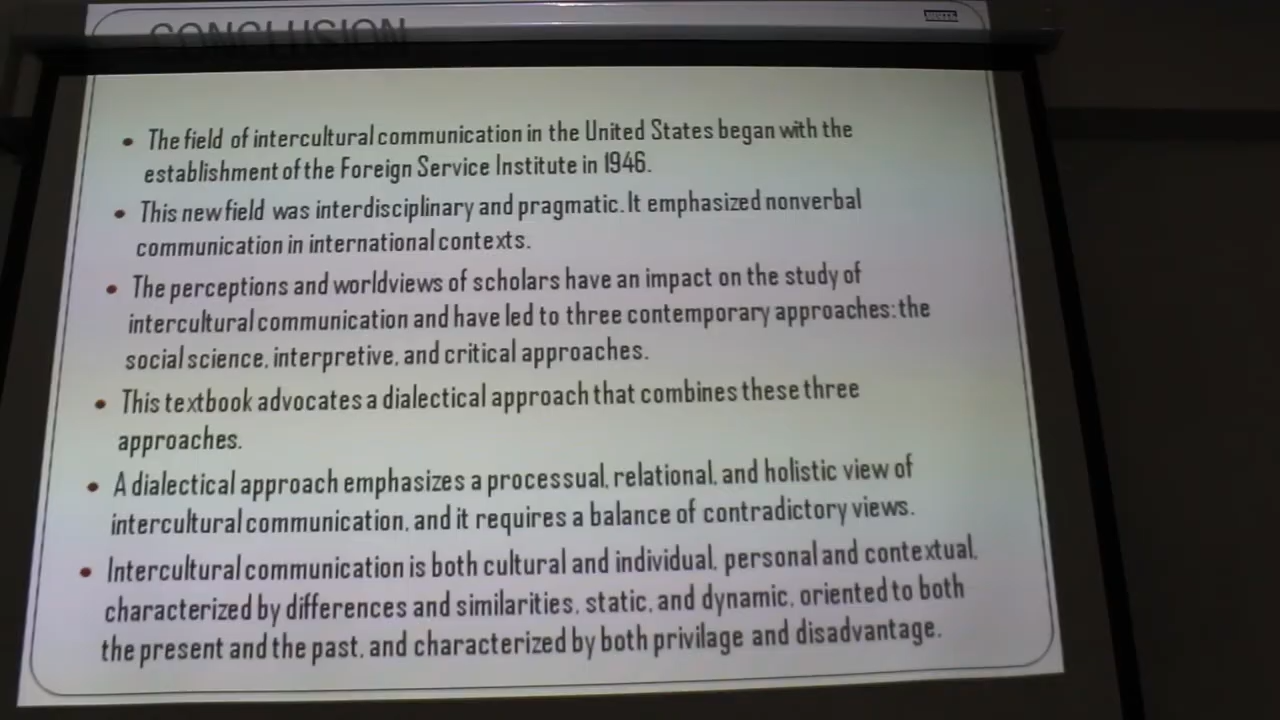 CONCLUSION
• The field of intercultural communication in the United States began with the
establishment of the Foreign Service Institute in 1946.
• This new field was interdisciplinary and pragmatic. It emphasized nonverbal
communication in international contexts.
• The perceptions and worldviews of scholars have an impact on the study of
intercultural communication and have led to three contemporary approaches: the
social science, interpretive, and critical approaches.
• This textbook advocates a dialectical approach that combines these three
approaches.
• A dialectical approach emphasizes a processual, relational, and holistic view of
intercultural communication, and it requires a balance of contradictory views.
• Intercultural communication is both cultural and individual, personal and contextual,
characterized by differences and similarities, static, and dynamic, oriented to both
the present and the past, and characterized by both privilage and disadvantage.